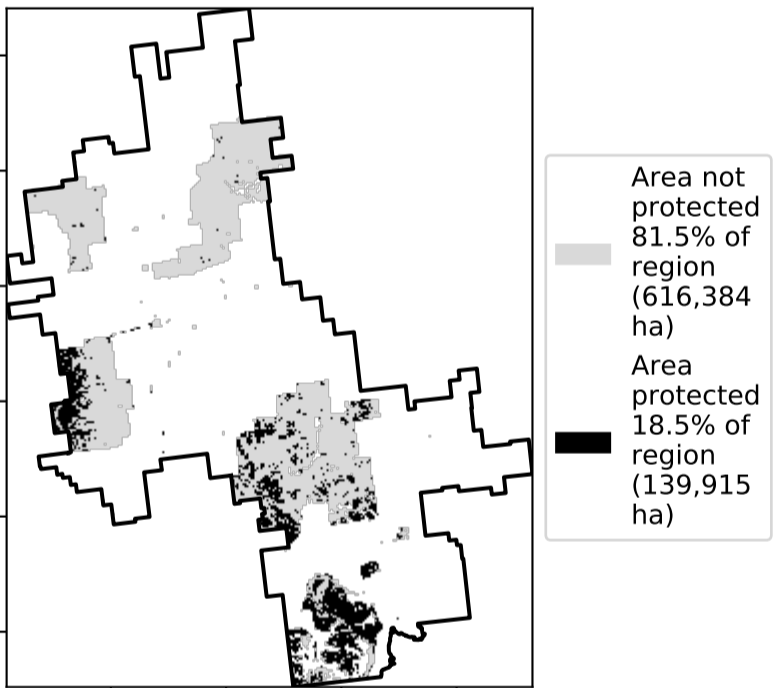 Area not
protected
81.5% of
region
(616,384
ha)
Area
protected
18.5% of
region
(139,915
ha)